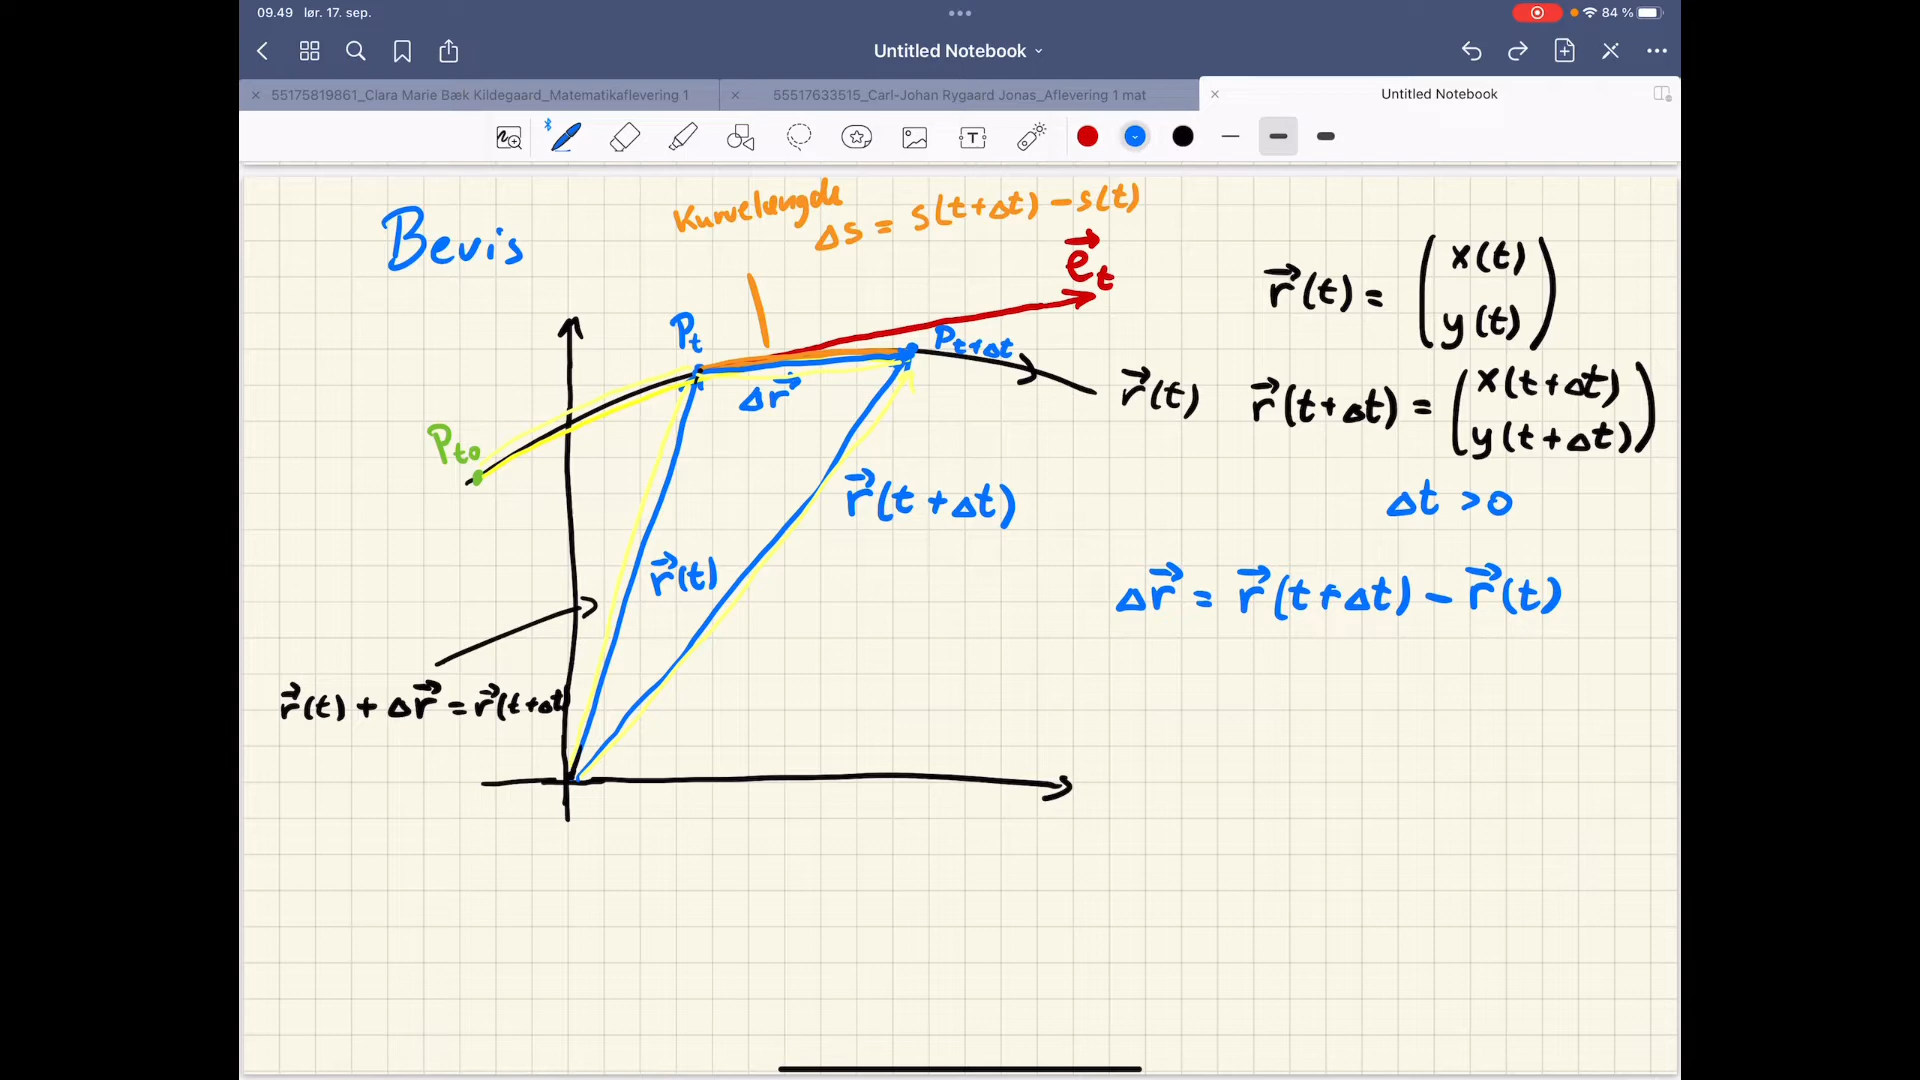 09.49 lør. 17. sep.
84 %
Untitled Notebook
55175819861_Clara Marie Bæk Kildegaard_Matematikaflevering 1
55517633515_Carl-Johan Rygaard Jonas_Aflevering 1 mat
Untitled Notebook
T
Bevis
Kurvelængde
Δs = s(t+Δt) - s(t)
e⃗t
Pt
Pt+Δt
Δr⃗
r⃗(t)
Pt0
r⃗(t+Δt)
r⃗(t)
r⃗(t) + Δr⃗ = r⃗(t+Δt)
r⃗(t) = (x(t)
y(t))
r⃗(t+Δt) = (x(t+Δt)
y(t+Δt))
Δt >0
Δr⃗ = r⃗(t+Δt) - r⃗(t)